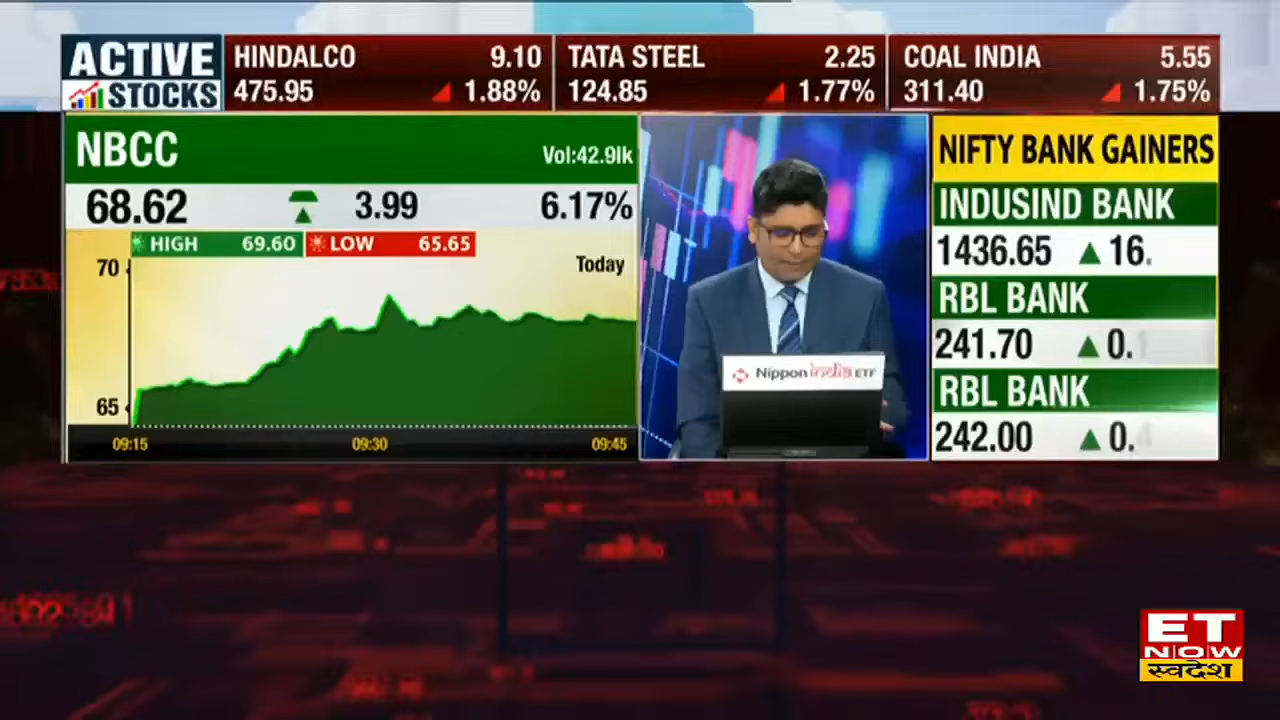 ACTIVE STOCKS
HINDALCO 9.10
475.95 1.88%
TATA STEEL 2.25
124.85 1.77%
COAL INDIA 5.55
311.40 1.75%
NBCC Vol:42.9lk
68.62 3.99 6.17%
HIGH 69.60 LOW 65.65
Today
70
65
09:15 09:30 09:45
Nippon india ETF
NIFTY BANK GAINERS
INDUSIND BANK
1436.65 16.
RBL BANK
241.70 0.
RBL BANK
242.00 0.
ET
NOW
स्वदेश